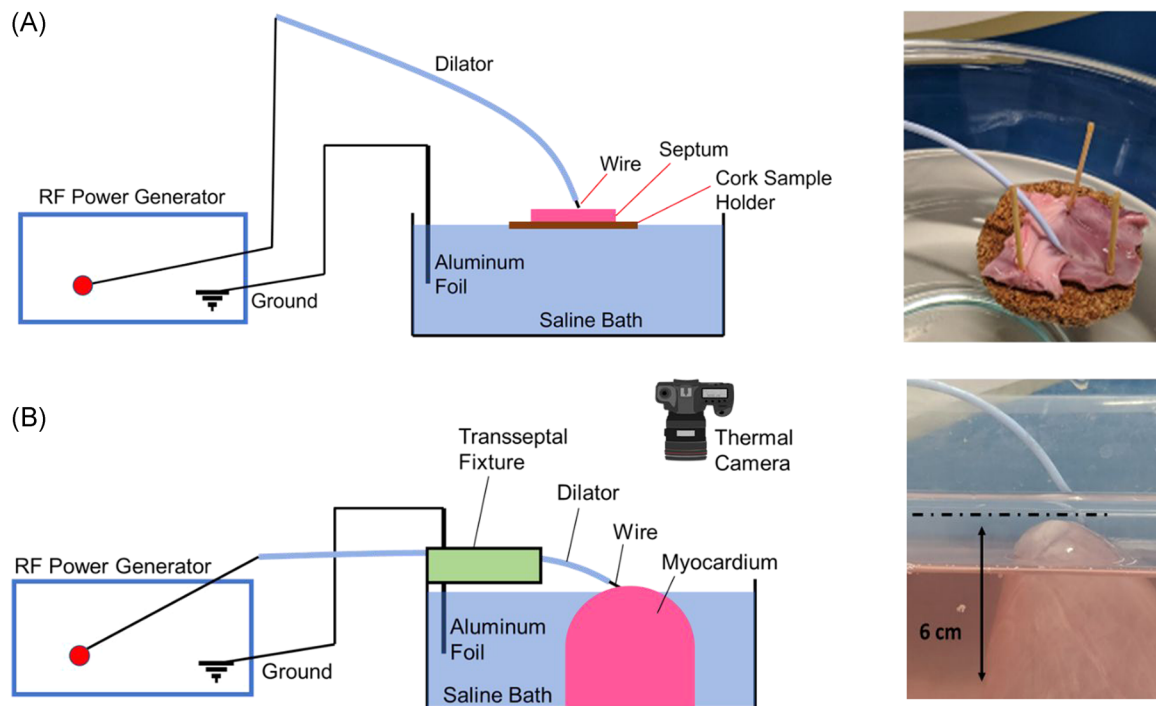 (A)
Dilator
Wire
Septum
Cork Sample
Holder
RF Power Generator
Ground
Aluminum
Foil
Saline Bath
(B)
Transseptal
Fixture
Thermal
Camera
Dilator
Wire
Myocardium
RF Power Generator
Ground
Aluminum
Foil
Saline Bath
6 cm